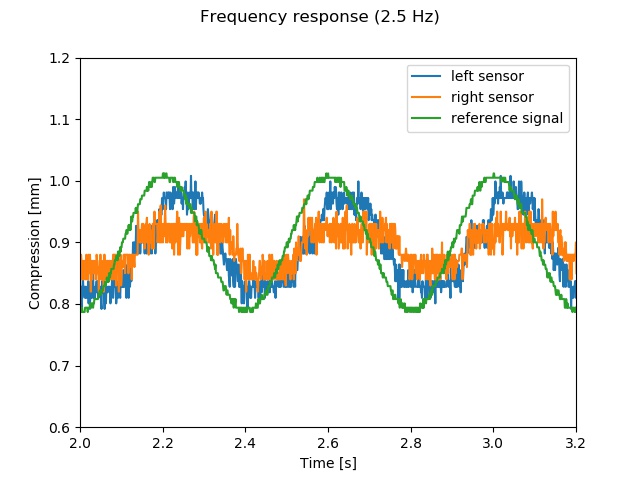 Frequency response (2.5 Hz)
1.2
1.1
1.0
0.9
0.8
0.7
0.6
Compression [mm]
left sensor
right sensor
reference signal
2.0 2.2 2.4 2.6 2.8 3.0 3.2
Time [s]